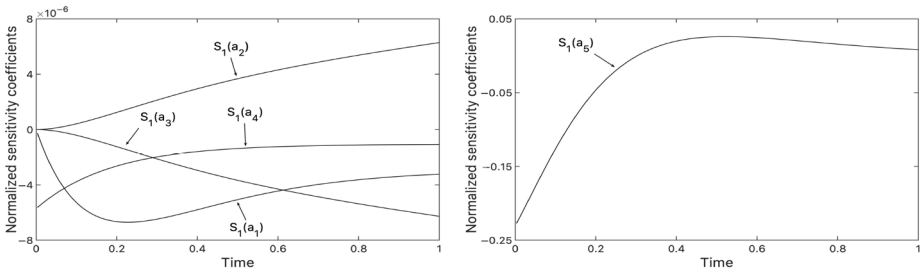 ×10⁻⁶
8
4
0
−4
−8
Normalized sensitivity coefficients
S₁(a₂)
S₁(a₃)
S₁(a₄)
S₁(a₁)
0 0.2 0.4 0.6 0.8 1
Time
0.05
−0.05
−0.15
−0.25
Normalized sensitivity coefficients
S₁(a₅)
0 0.2 0.4 0.6 0.8 1
Time